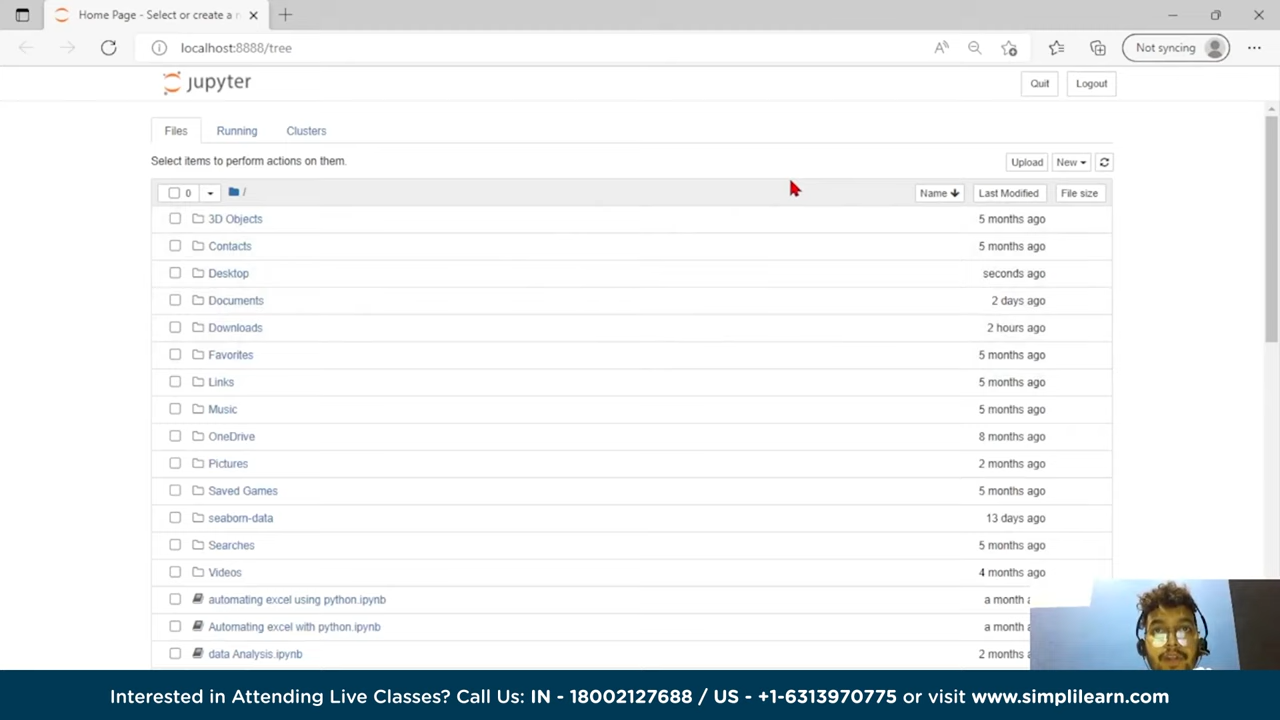 Home Page - Select or create a
localhost:8888/tree
Not syncing
jupyter
Quit
Logout
Files
Running
Clusters
Select items to perform actions on them.
Upload
New
0
/
Name
Last Modified
File size
3D Objects
5 months ago
Contacts
5 months ago
Desktop
seconds ago
Documents
2 days ago
Downloads
2 hours ago
Favorites
5 months ago
Links
5 months ago
Music
5 months ago
OneDrive
8 months ago
Pictures
2 months ago
Saved Games
5 months ago
seaborn-data
13 days ago
Searches
5 months ago
Videos
4 months ago
automating excel using python.ipynb
a month
Automating excel with python.ipynb
a month
data Analysis.ipynb
2 months
Interested in Attending Live Classes? Call Us: IN - 18002127688 / US - +1-6313970775 or visit www.simplilearn.com